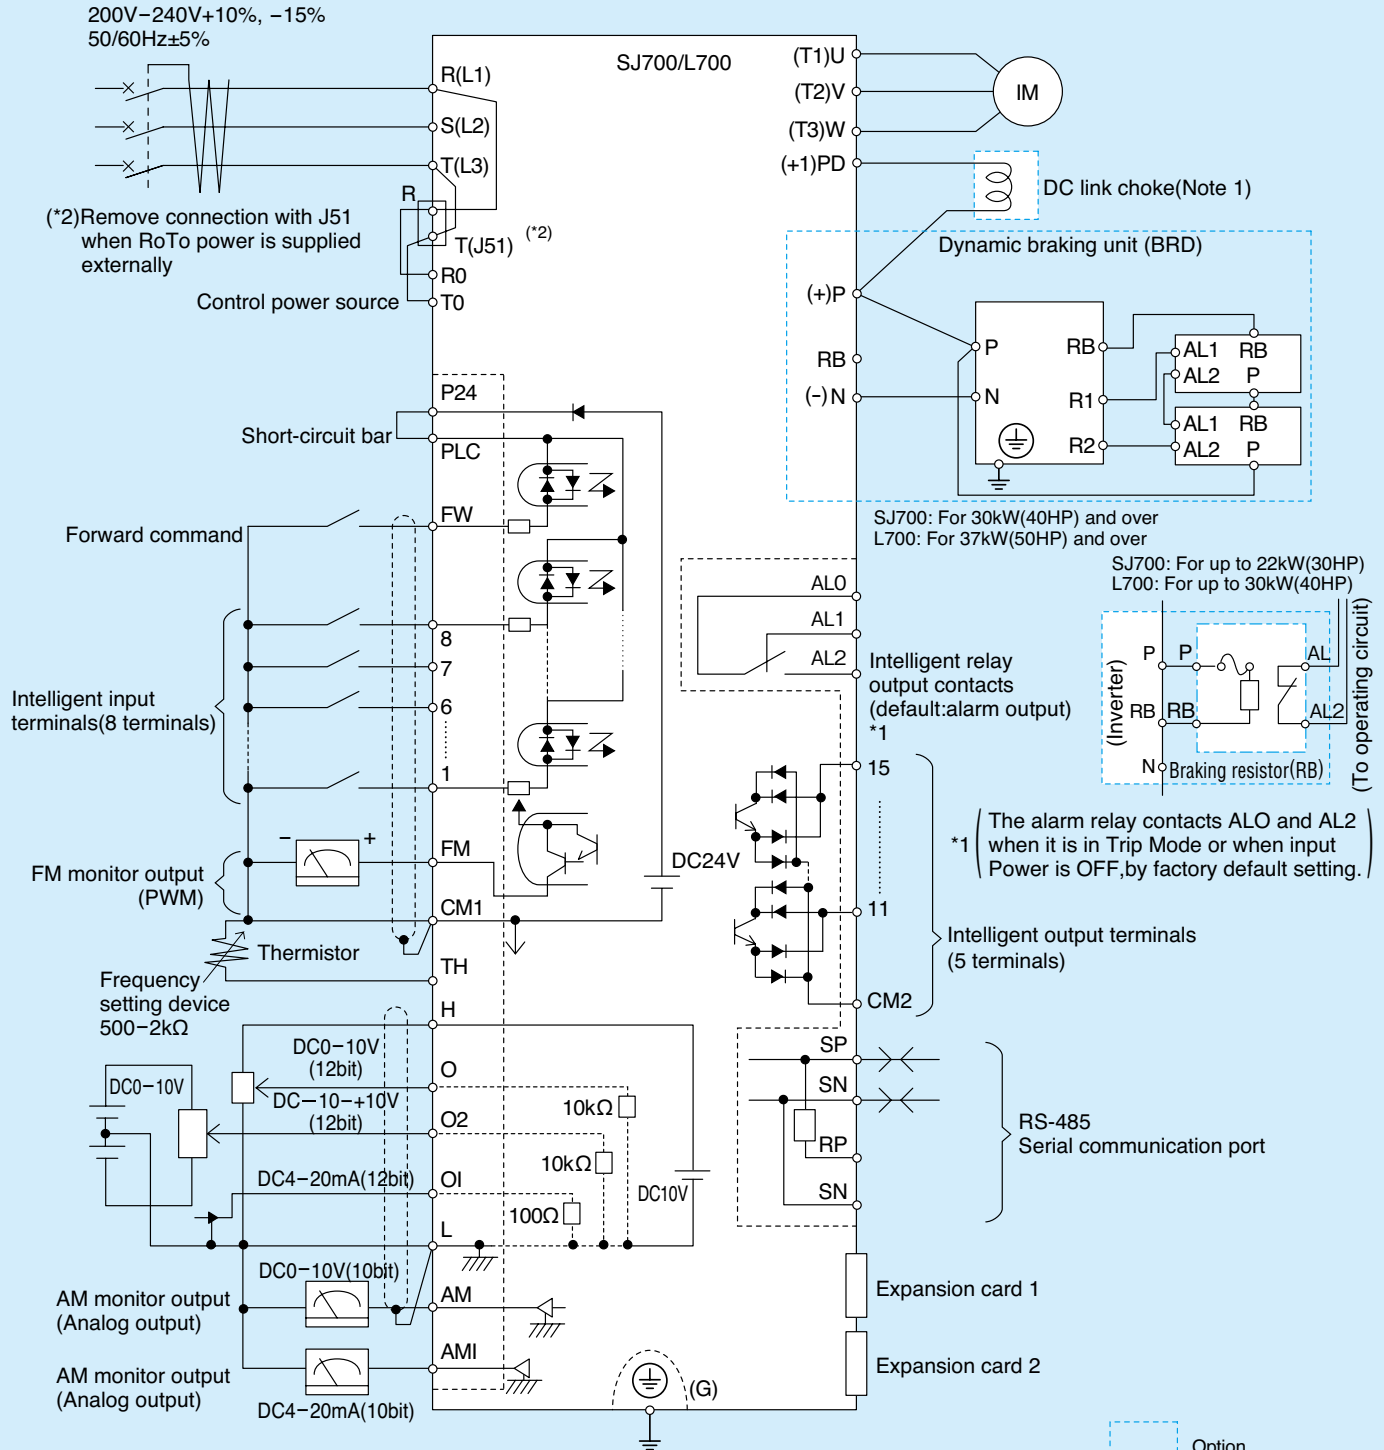 200V−240V+10%, −15%
50/60Hz±5%
SJ700/L700
R(L1)
S(L2)
T(L3)
R
T(J51)
(*2)
R0
T0
(*2)Remove connection with J51
when RoTo power is supplied
externally
Control power source
(T1)U
(T2)V
(T3)W
IM
(+1)PD
DC link choke(Note 1)
Dynamic braking unit (BRD)
(+)P
RB
(-)N
P
N
RB
R1
R2
AL1 RB
AL2 P
AL1 RB
AL2 P
SJ700: For 30kW(40HP) and over
L700: For 37kW(50HP) and over
P24
Short-circuit bar
PLC
FW
Forward command
8
7
6
1
Intelligent input
terminals(8 terminals)
− +
FM
FM monitor output
(PWM)
CM1
DC24V
Thermistor
TH
Frequency
setting device
500−2kΩ
AL0
AL1
AL2
Intelligent relay
output contacts
(default:alarm output)
*1
SJ700: For up to 22kW(30HP)
L700: For up to 30kW(40HP)
(Inverter)
P
P
RB
RB
N
AL
AL2
Braking resistor(RB)
(To operating circuit)
*1
The alarm relay contacts ALO and AL2
when it is in Trip Mode or when input
Power is OFF,by factory default setting.
15
11
CM2
Intelligent output terminals
(5 terminals)
H
DC0−10V
(12bit)
O
DC0−10V
DC−10−+10V
(12bit)
O2
DC4−20mA(12bit)
OI
L
10kΩ
10kΩ
100Ω
DC10V
SP
SN
RP
SN
RS-485
Serial communication port
DC0−10V(10bit)
AM
AM monitor output
(Analog output)
AMI
AM monitor output
(Analog output)
DC4−20mA(10bit)
(G)
Expansion card 1
Expansion card 2
Option